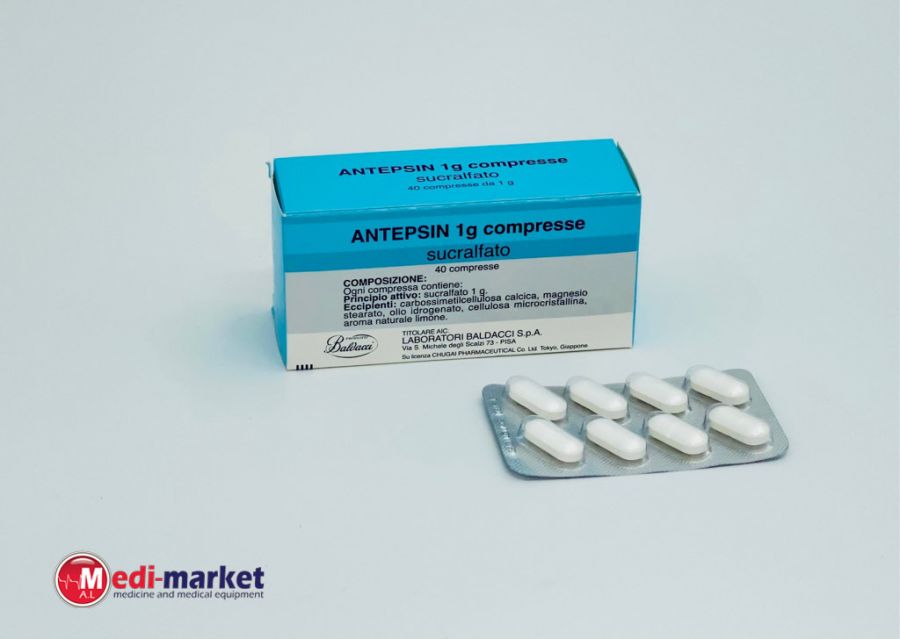 ANTEPSIN 1g compresse
sucralfato
40 compresse da 1 g
ANTEPSIN 1g compresse
sucralfato
40 compresse
COMPOSIZIONE:
Ogni compressa contiene:
Principio attivo: sucralfato 1 g.
Eccipienti: carbossimetilcellulosa calcica, magnesio
stearato, olio idrogenato, cellulosa microcristallina,
aroma naturale limone.
Baldacci
TITOLARE AIC.
LABORATORI BALDACCI S.p.A.
Via S. Michele degli Scalzi 73 - PISA
Su licenza CHUGAI PHARMACEUTICAL Co. Ltd. Tokyo, Giappone
Medi-market
A.L
medicine and medical equipment